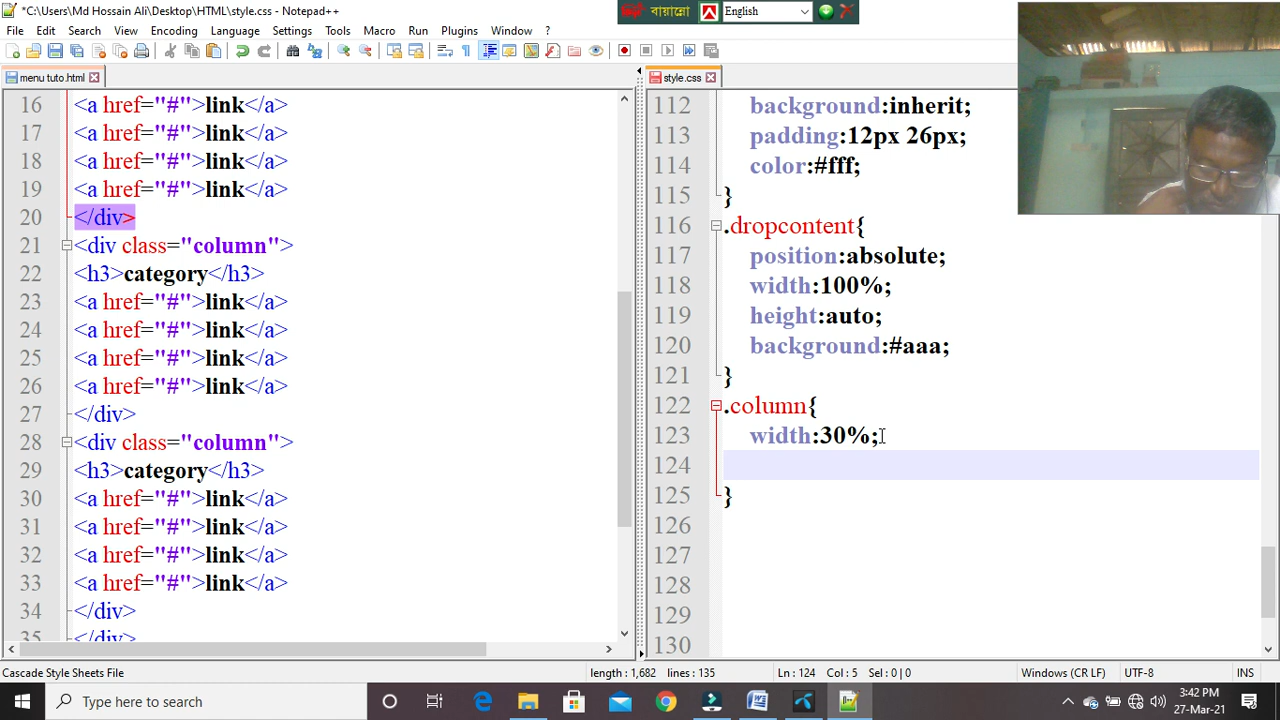 *C:\Users\Md Hossain Ali\Desktop\HTML\style.css - Notepad++
বায়ান্নো
English
File Edit Search View Encoding Language Settings Tools Macro Run Plugins Window ?
menu tuto.html
16 <a href="#">link</a>
17 <a href="#">link</a>
18 <a href="#">link</a>
19 <a href="#">link</a>
20 </div>
21 <div class="column">
22 <h3>category</h3>
23 <a href="#">link</a>
24 <a href="#">link</a>
25 <a href="#">link</a>
26 <a href="#">link</a>
27 </div>
28 <div class="column">
29 <h3>category</h3>
30 <a href="#">link</a>
31 <a href="#">link</a>
32 <a href="#">link</a>
33 <a href="#">link</a>
34 </div>
35 </div>
style.css
112 background:inherit;
113 padding:12px 26px;
114 color:#fff;
115 }
116 .dropcontent{
117 position:absolute;
118 width:100%;
119 height:auto;
120 background:#aaa;
121 }
122 .column{
123 width:30%;
124
125 }
126
127
128
129
130
Cascade Style Sheets File length : 1,682 lines : 135 Ln : 124 Col : 5 Sel : 0 | 0 Windows (CR LF) UTF-8 INS
Type here to search
3:42 PM
27-Mar-21